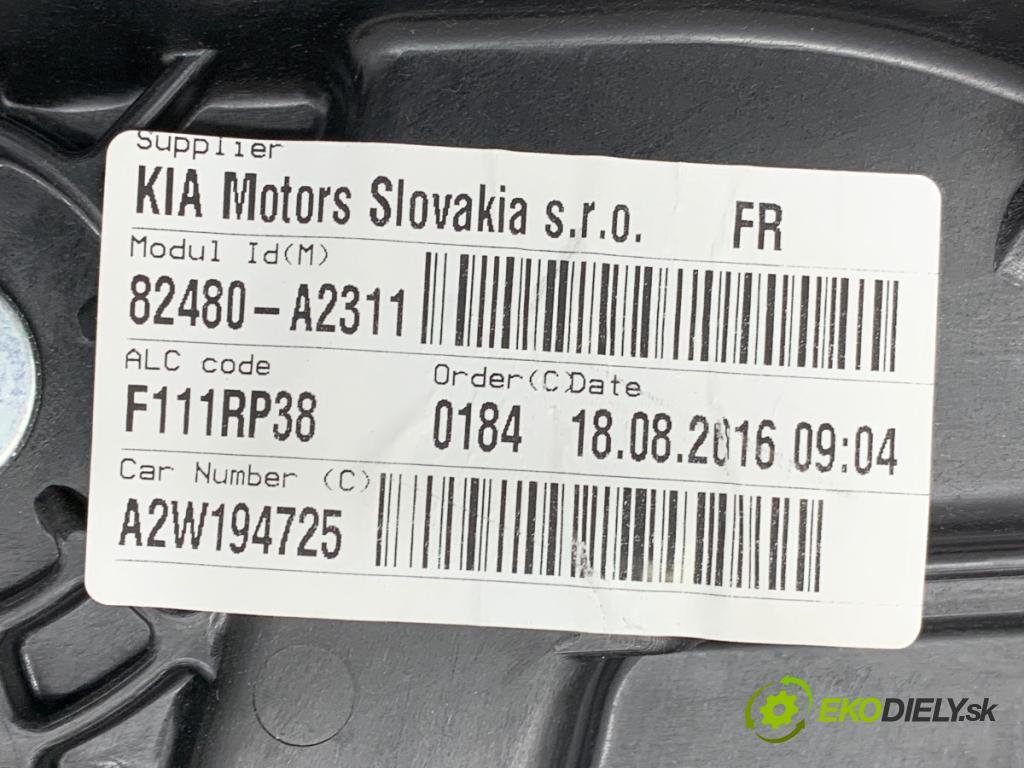 Supplier
KIA Motors Slovakia s.r.o. FR
Modul Id(M)
82480-A2311
ALC code Order(C)Date
F111RP38 0184 18.08.2016 09:04
Car Number (C)
A2W194725
EKODIELY.sk